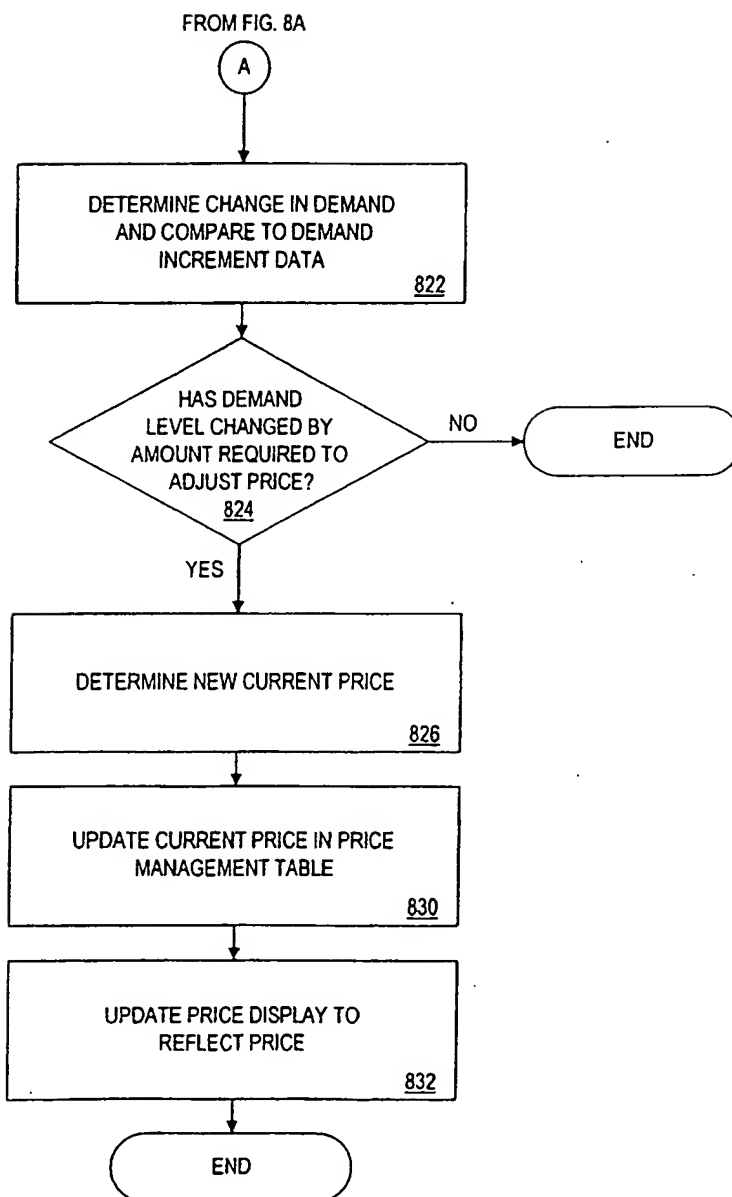 FROM FIG. 8A
A
DETERMINE CHANGE IN DEMAND
AND COMPARE TO DEMAND
INCREMENT DATA
822
HAS DEMAND
LEVEL CHANGED BY
AMOUNT REQUIRED TO
ADJUST PRICE?
824
NO
END
YES
DETERMINE NEW CURRENT PRICE
826
UPDATE CURRENT PRICE IN PRICE
MANAGEMENT TABLE
830
UPDATE PRICE DISPLAY TO
REFLECT PRICE
832
END